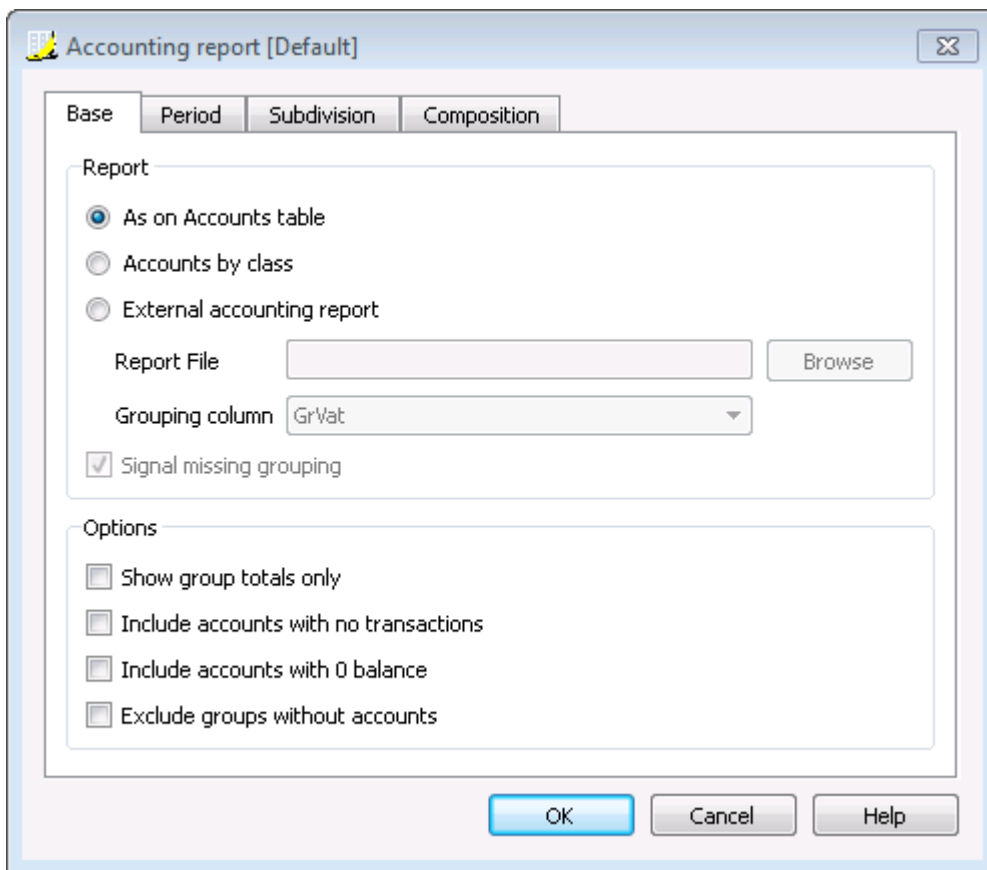 Accounting report [Default]
Base Period Subdivision Composition
Report
As on Accounts table
Accounts by class
External accounting report
Report File Browse
Grouping column GrVat
Signal missing grouping
Options
Show group totals only
Include accounts with no transactions
Include accounts with 0 balance
Exclude groups without accounts
OK Cancel Help